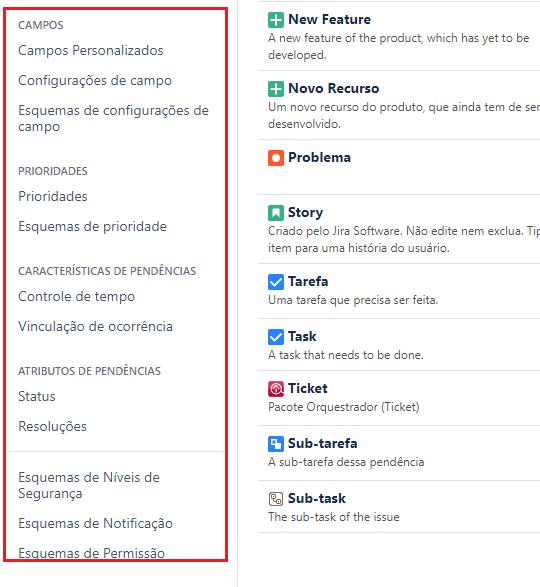 CAMPOS
Campos Personalizados
Configurações de campo
Esquemas de configurações de
campo
PRIORIDADES
Prioridades
Esquemas de prioridade
CARACTERÍSTICAS DE PENDÊNCIAS
Controle de tempo
Vinculação de ocorrência
ATRIBUTOS DE PENDÊNCIAS
Status
Resoluções
Esquemas de Níveis de
Segurança
Esquemas de Notificação
Esquemas de Permissão
New Feature
A new feature of the product, which has yet to be
developed.
Novo Recurso
Um novo recurso do produto, que ainda tem de ser
desenvolvido.
Problema
Story
Criado pelo Jira Software. Não edite nem exclua. Tip
item para uma história do usuário.
Tarefa
Uma tarefa que precisa ser feita.
Task
A task that needs to be done.
Ticket
Pacote Orquestrador (Ticket)
Sub-tarefa
A sub-tarefa dessa pendência
Sub-task
The sub-task of the issue